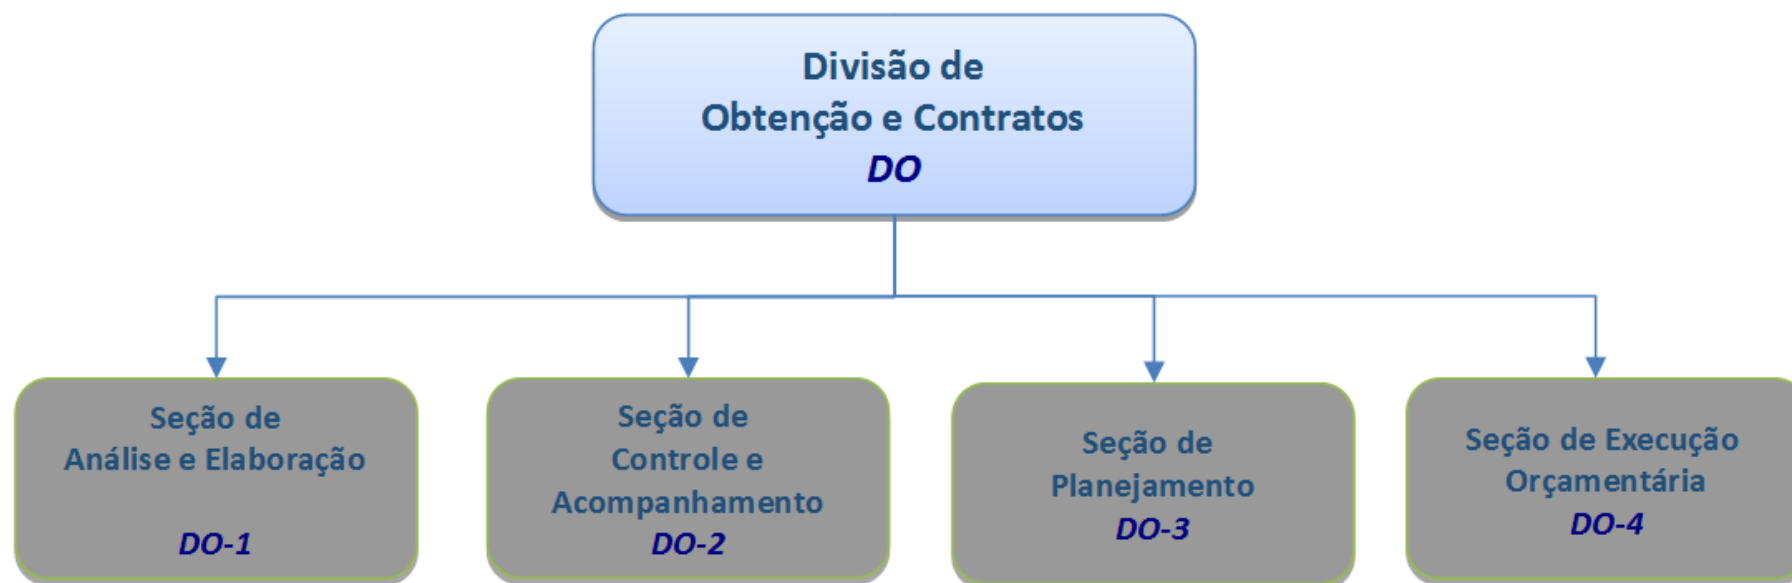 Divisão de
Obtenção e Contratos
DO
Seção de
Análise e Elaboração
DO-1
Seção de
Controle e
Acompanhamento
DO-2
Seção de
Planejamento
DO-3
Seção de Execução
Orçamentária
DO-4